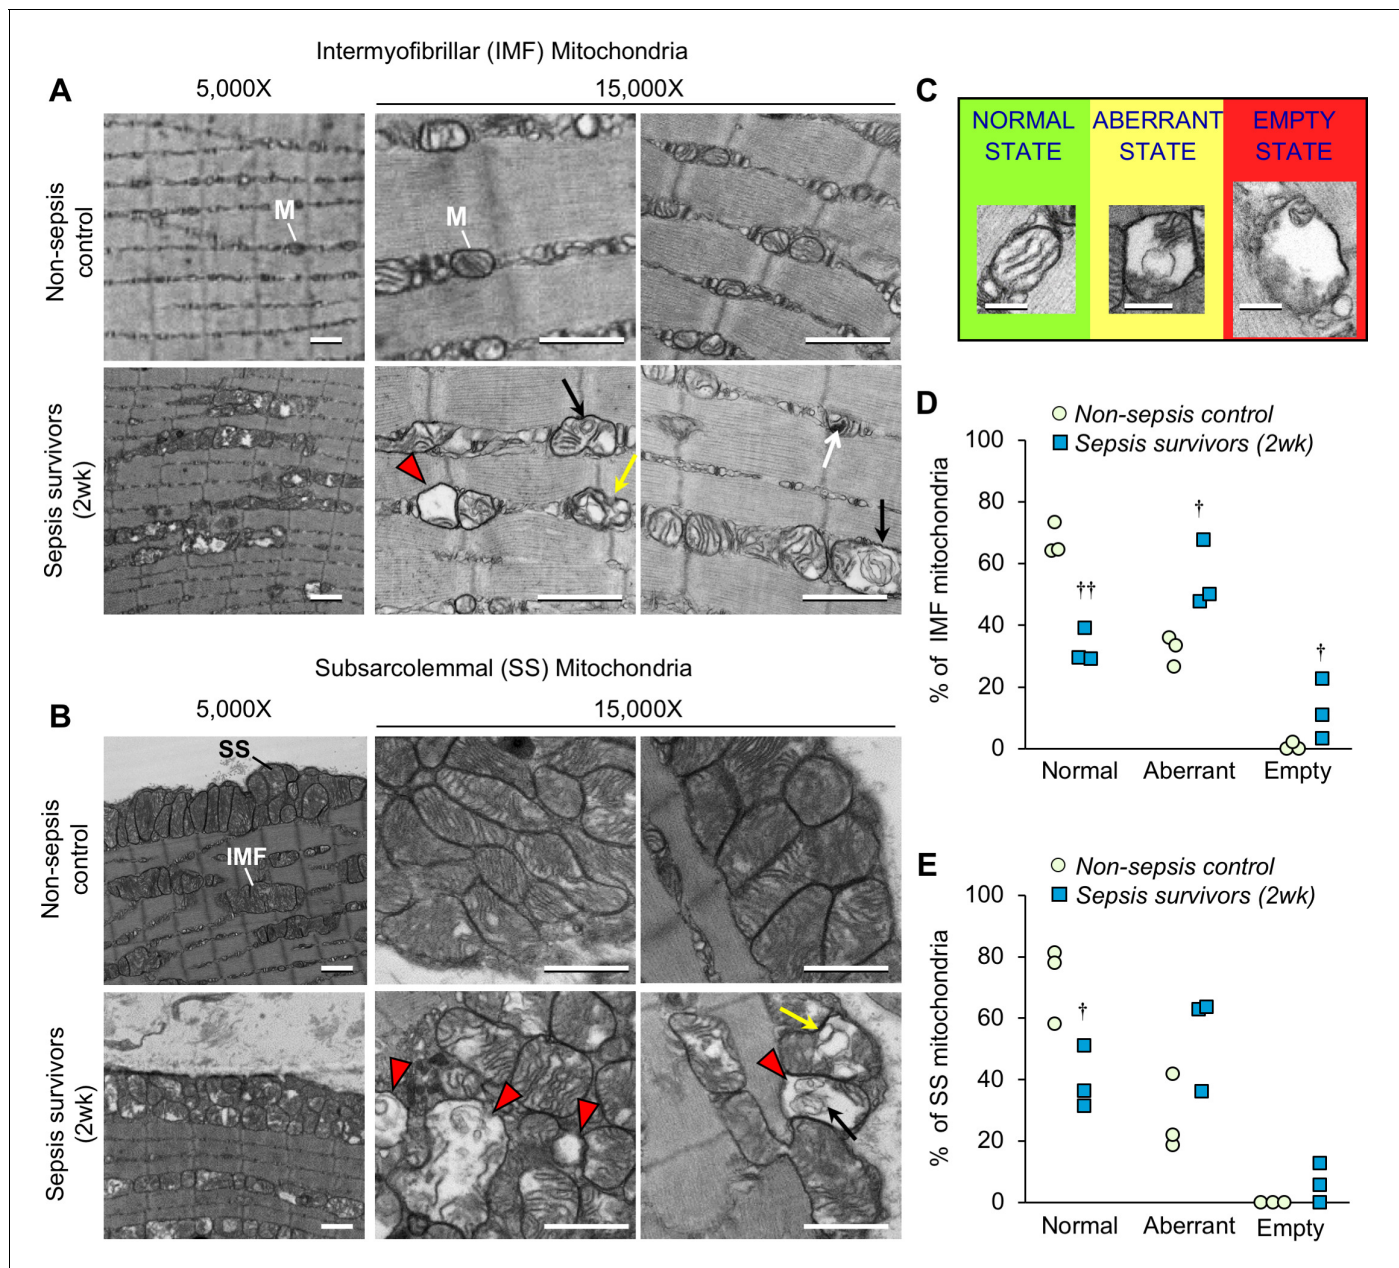 Intermyofibrillar (IMF) Mitochondria
A
5,000X
15,000X
Non-sepsis
control
M
M
Sepsis survivors
(2wk)
Subsarcolemmal (SS) Mitochondria
B
5,000X
15,000X
Non-sepsis
control
SS
IMF
Sepsis survivors
(2wk)
C
NORMAL
STATE
ABERRANT
STATE
EMPTY
STATE
D
Non-sepsis control
Sepsis survivors (2wk)
% of IMF mitochondria
100
80
60
40
20
0
††
†
†
Normal
Aberrant
Empty
E
Non-sepsis control
Sepsis survivors (2wk)
% of SS mitochondria
100
80
60
40
20
0
†
Normal
Aberrant
Empty